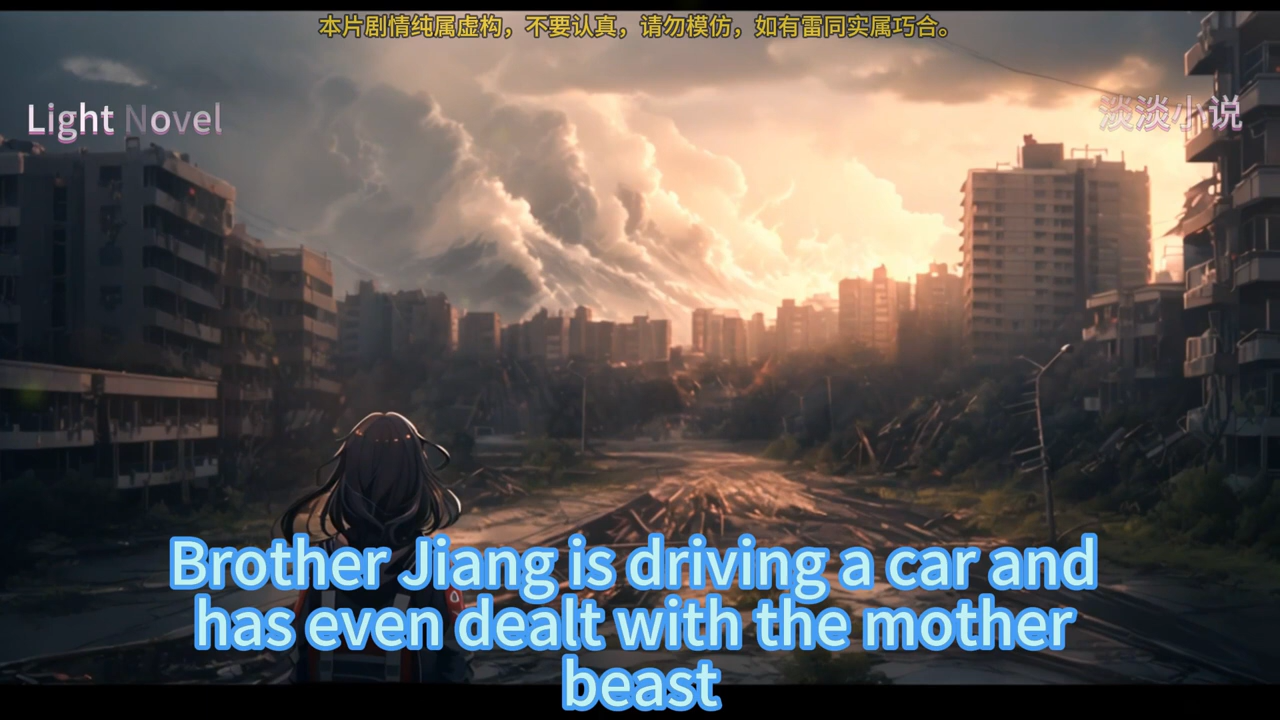 本片剧情纯属虚构，不要认真，请勿模仿，如有雷同实属巧合。
Light Novel
淡淡小说
Brother Jiang is driving a car and
has even dealt with the mother
beast